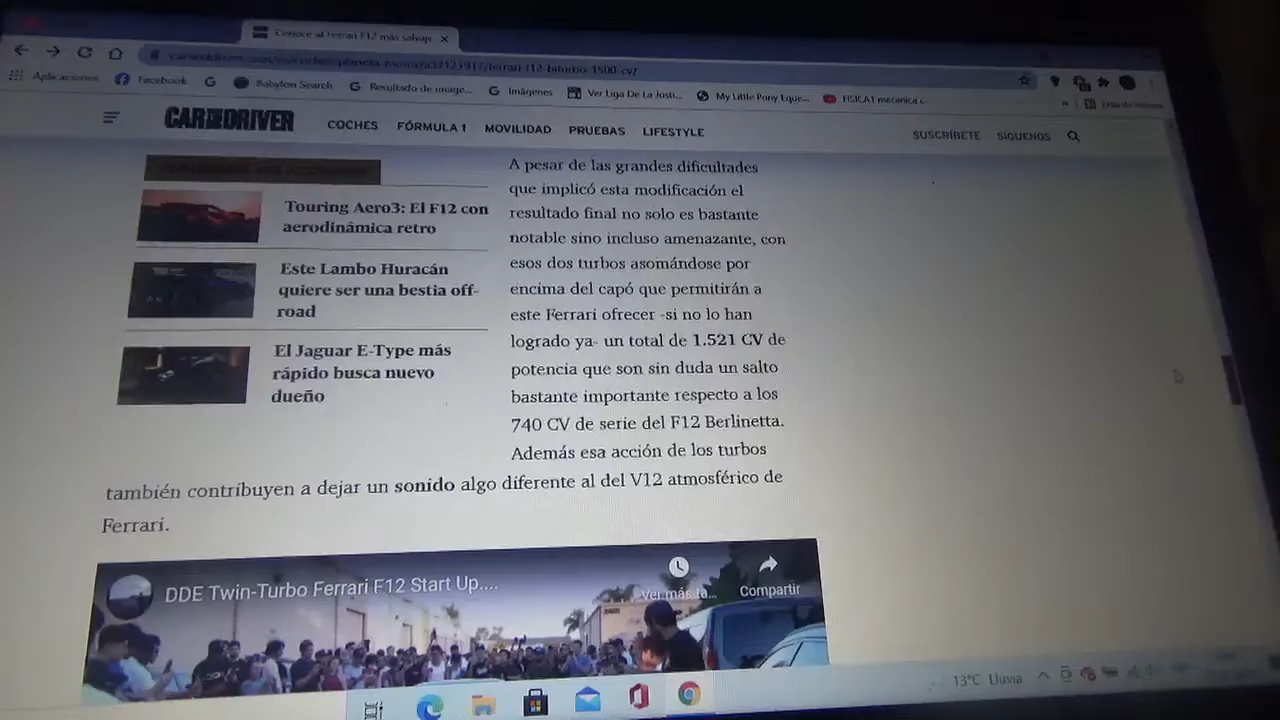 Conoce al Ferrari F12 más salvaje
Aplicaciones
Facebook
Babylon Search
Resultado de image...
Imágenes
Ver Liga De La Justi...
My Little Pony Eque...
FISICA1 mecanica
CAR DRIVER
COCHES
FÓRMULA 1
MOVILIDAD
PRUEBAS
LIFESTYLE
SUSCRÍBETE
SÍGUENOS
Touring Aero3: El F12 con
aerodinámica retro
Este Lambo Huracán
quiere ser una bestia off-
road
El Jaguar E-Type más
rápido busca nuevo
dueño
A pesar de las grandes dificultades
que implicó esta modificación el
resultado final no solo es bastante
notable sino incluso amenazante, con
esos dos turbos asomándose por
encima del capó que permitirán a
este Ferrari ofrecer -si no lo han
logrado ya- un total de 1.521 CV de
potencia que son sin duda un salto
bastante importante respecto a los
740 CV de serie del F12 Berlinetta.
Además esa acción de los turbos
también contribuyen a dejar un sonido algo diferente al del V12 atmosférico de
Ferrari.
DDE Twin-Turbo Ferrari F12 Start Up....
Ver más ta...
Compartir
13°C Lluvia